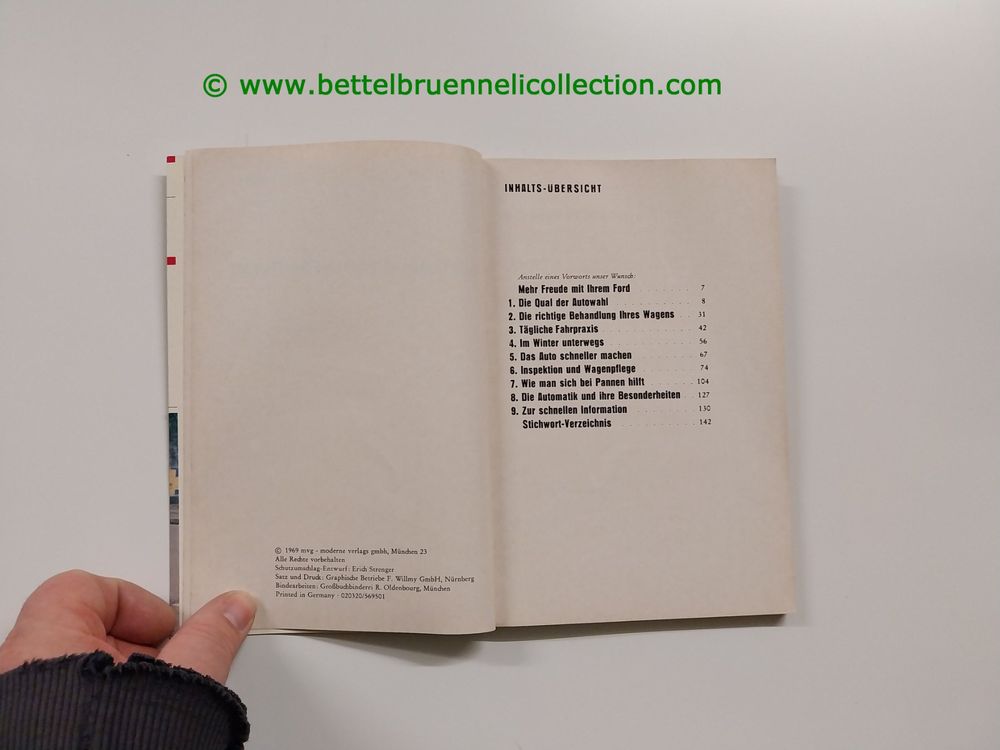 © www.bettelbruennelicollection.com
© 1969 mvg - moderne verlags gmbh, München 23
Alle Rechte vorbehalten
Schutzumschlag-Entwurf: Erich Strenger
Satz und Druck: Graphische Betriebe F. Willmy GmbH, Nürnberg
Bindearbeiten: Großbuchbinderei R. Oldenbourg, München
Printed in Germany · 020320/569501
INHALTS-ÜBERSICHT
Anstelle eines Vorworts unser Wunsch:
Mehr Freude mit Ihrem Ford . . . . . . . 7
1. Die Qual der Autowahl . . . . . . . . 8
2. Die richtige Behandlung Ihres Wagens . . 31
3. Tägliche Fahrpraxis . . . . . . . . . 42
4. Im Winter unterwegs . . . . . . . . . 56
5. Das Auto schneller machen . . . . . . 67
6. Inspektion und Wagenpflege . . . . . . 74
7. Wie man sich bei Pannen hilft . . . . . 104
8. Die Automatik und ihre Besonderheiten . . 127
9. Zur schnellen Information . . . . . . . 130
Stichwort-Verzeichnis . . . . . . . . . 142